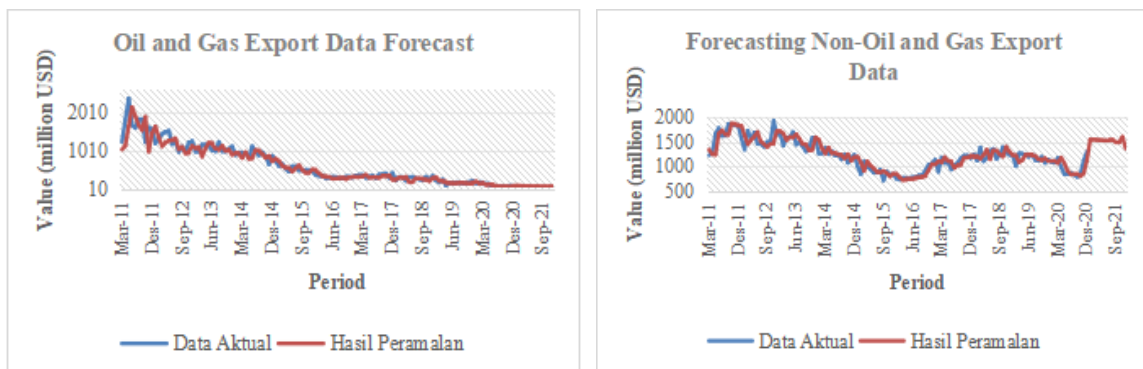 Oil and Gas Export Data Forecast
Value (million USD)
2010
1010
10
Mar-11
Des-11
Sep-12
Jun-13
Mar-14
Des-14
Sep-15
Jun-16
Mar-17
Des-17
Sep-18
Jun-19
Mar-20
Des-20
Sep-21
Period
Data Aktual
Hasil Peramalan
Forecasting Non-Oil and Gas Export
Data
Value (million USD)
2000
1500
1000
500
Mar-11
Des-11
Sep-12
Jun-13
Mar-14
Des-14
Sep-15
Jun-16
Mar-17
Des-17
Sep-18
Jun-19
Mar-20
Des-20
Sep-21
Period
Data Aktual
Hasil Peramalan